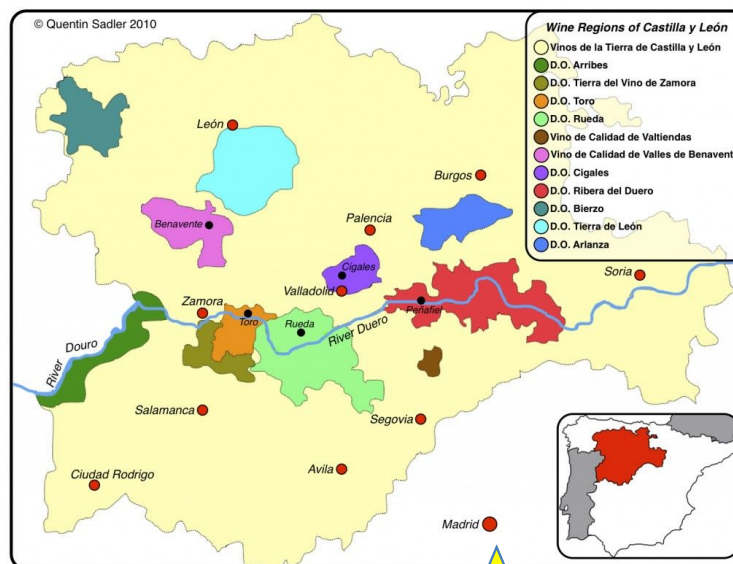 © Quentin Sadler 2010
Wine Regions of Castilla y León
Vinos de la Tierra de Castilla y León
D.O. Arribes
D.O. Tierra del Vino de Zamora
D.O. Toro
D.O. Rueda
Vino de Calidad de Valtiendas
Vino de Calidad de Valles de Benavent
D.O. Cigales
D.O. Ribera del Duero
D.O. Bierzo
D.O. Tierra de León
D.O. Arlanza
León
Burgos
Benavente
Palencia
Cigales
Soria
Valladolid
Zamora
Peñafiel
Toro
Rueda
River Duero
River Douro
Salamanca
Segovia
Avila
Ciudad Rodrigo
Madrid